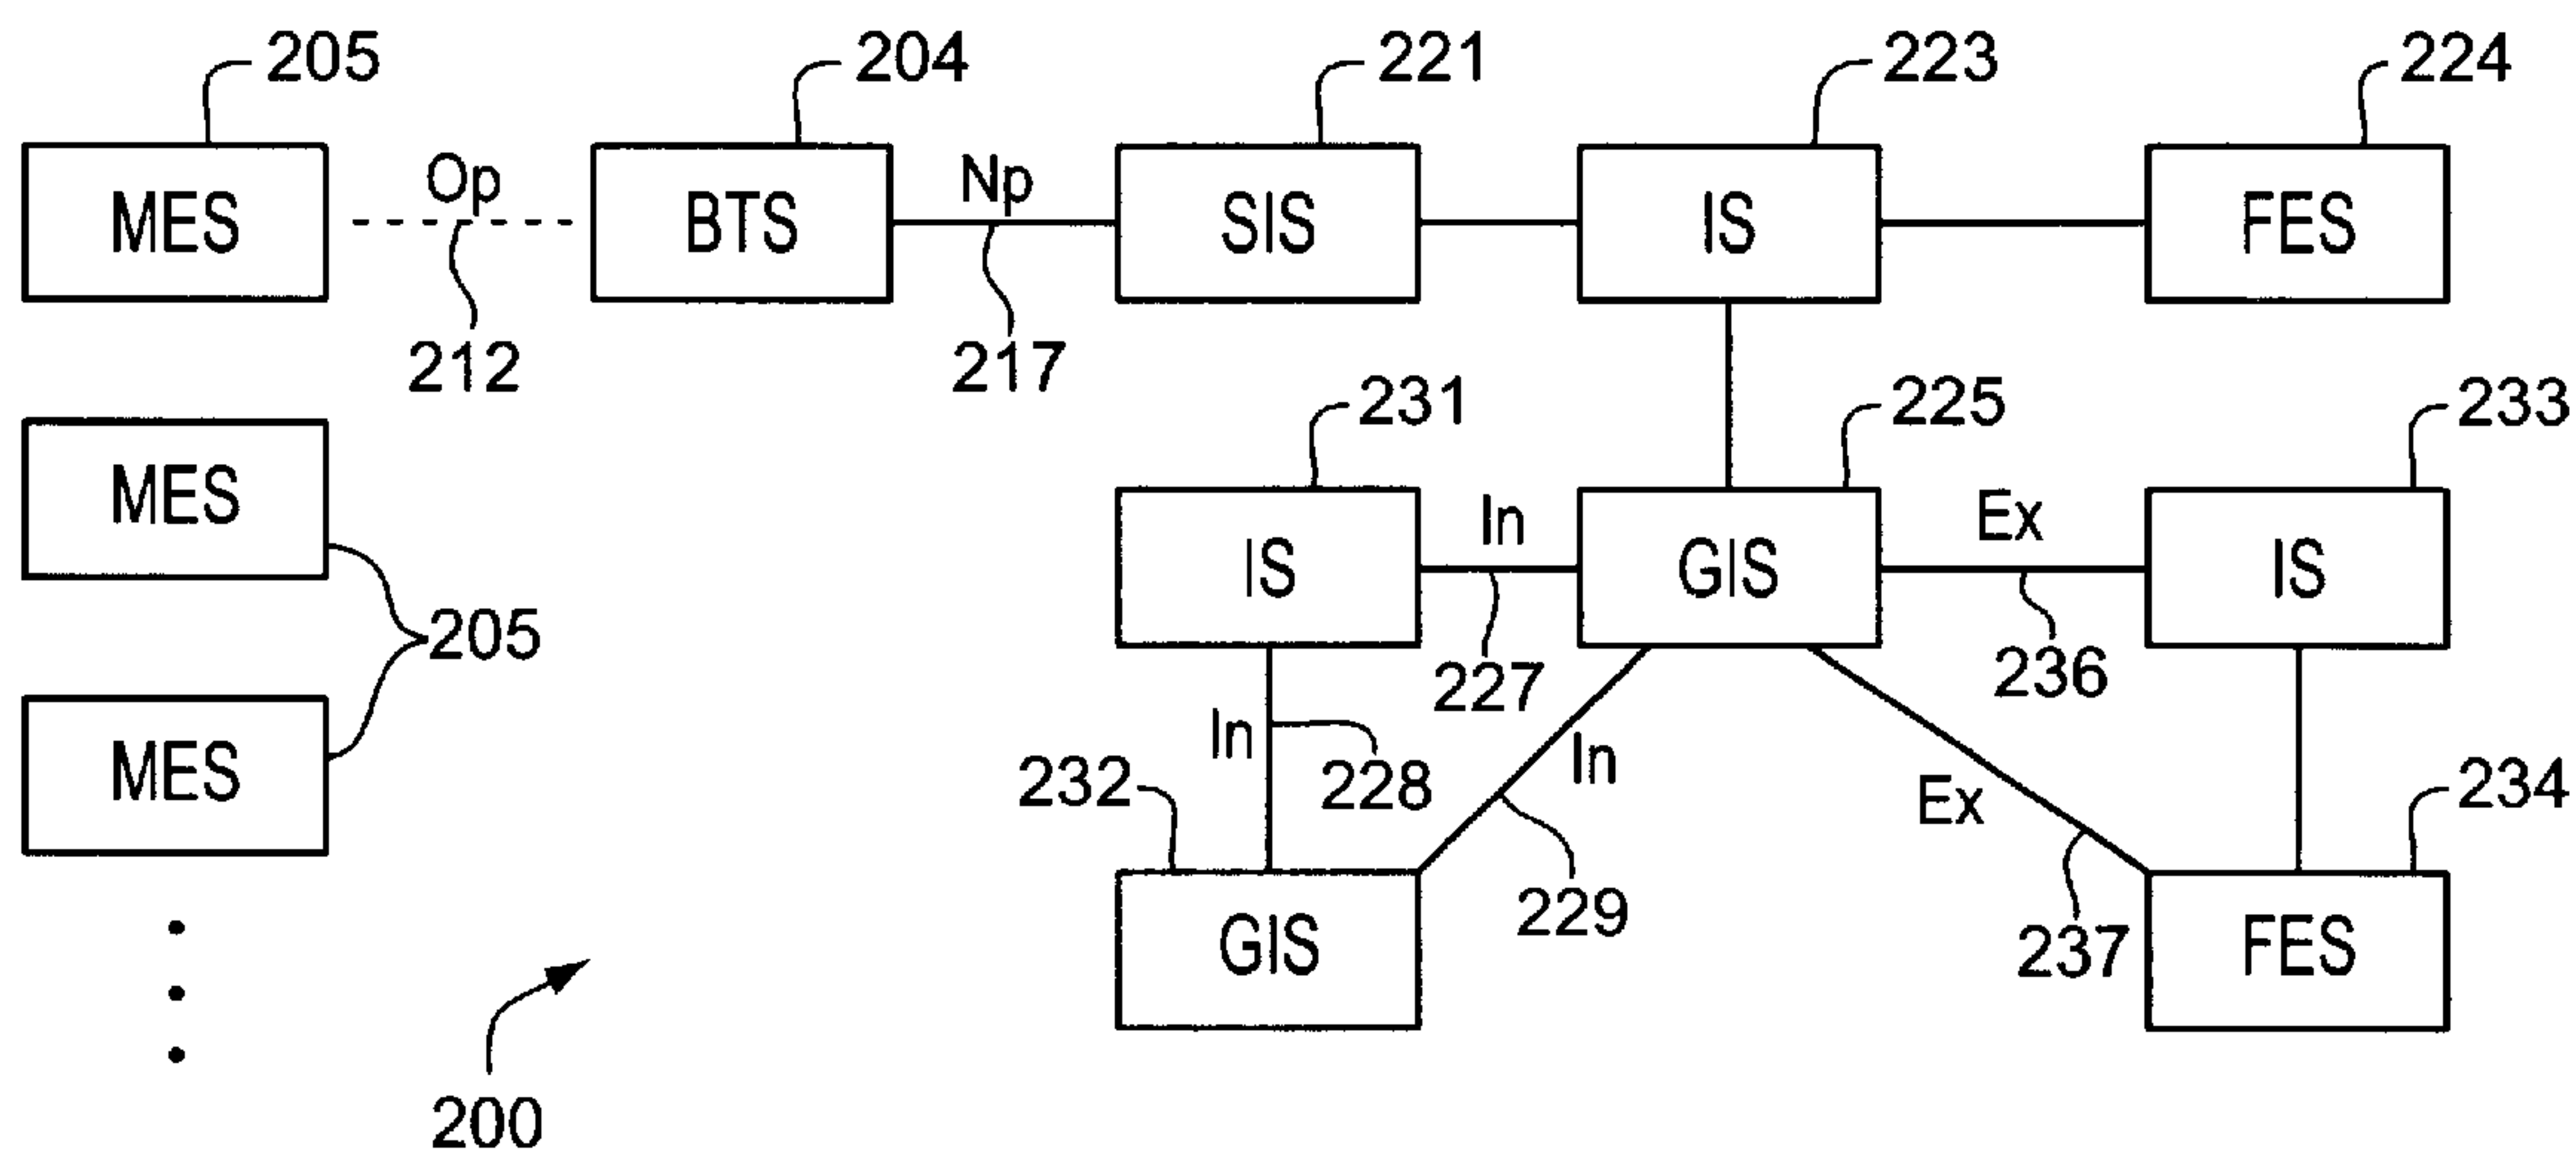 205 204 221 223 224
MES Op BTS Np SIS IS FES
212 217
231 225 233
MES IS In GIS Ex IS
205 227 236
MES In 228 In Ex
232 229 237 234
GIS FES
200